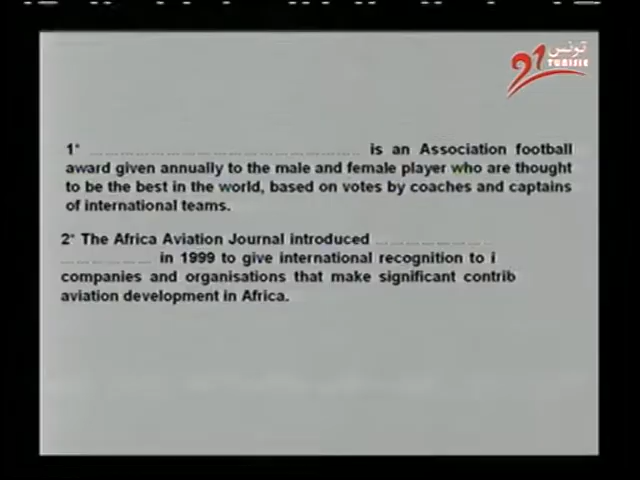 تونس
21
TUNISIE
1° ........................................ is an Association football
award given annually to the male and female player who are thought
to be the best in the world, based on votes by coaches and captains
of international teams.
2° The Africa Aviation Journal introduced ....................
.................... in 1999 to give international recognition to i
companies and organisations that make significant contrib
aviation development in Africa.